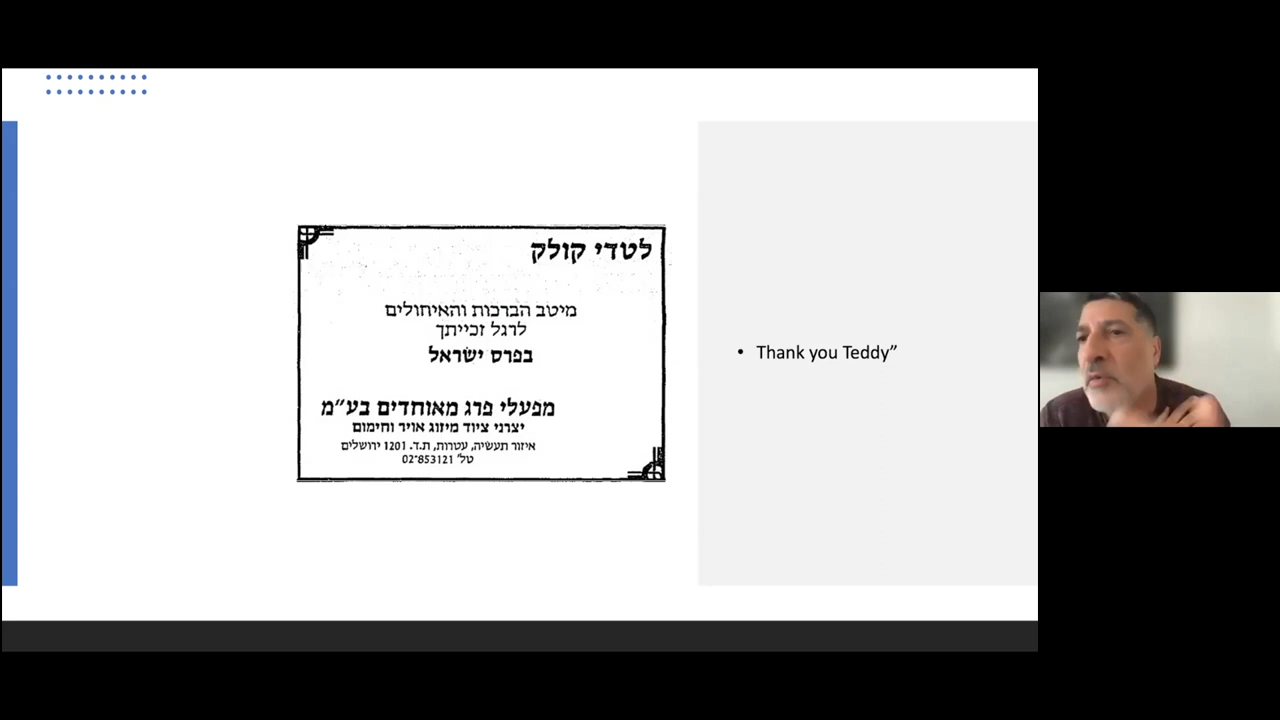 לטדי קולק
מיטב הברכות והאיחולים
לרגל זכייתך
בפרס ישראל
מפעלי פרג מאוחדים בע״מ
יצרני ציוד מיזוג אויר וחימום
איזור תעשיה, עטרות, ת.ד. 1201 ירושלים
טל׳ 02-853121
• Thank you Teddy”